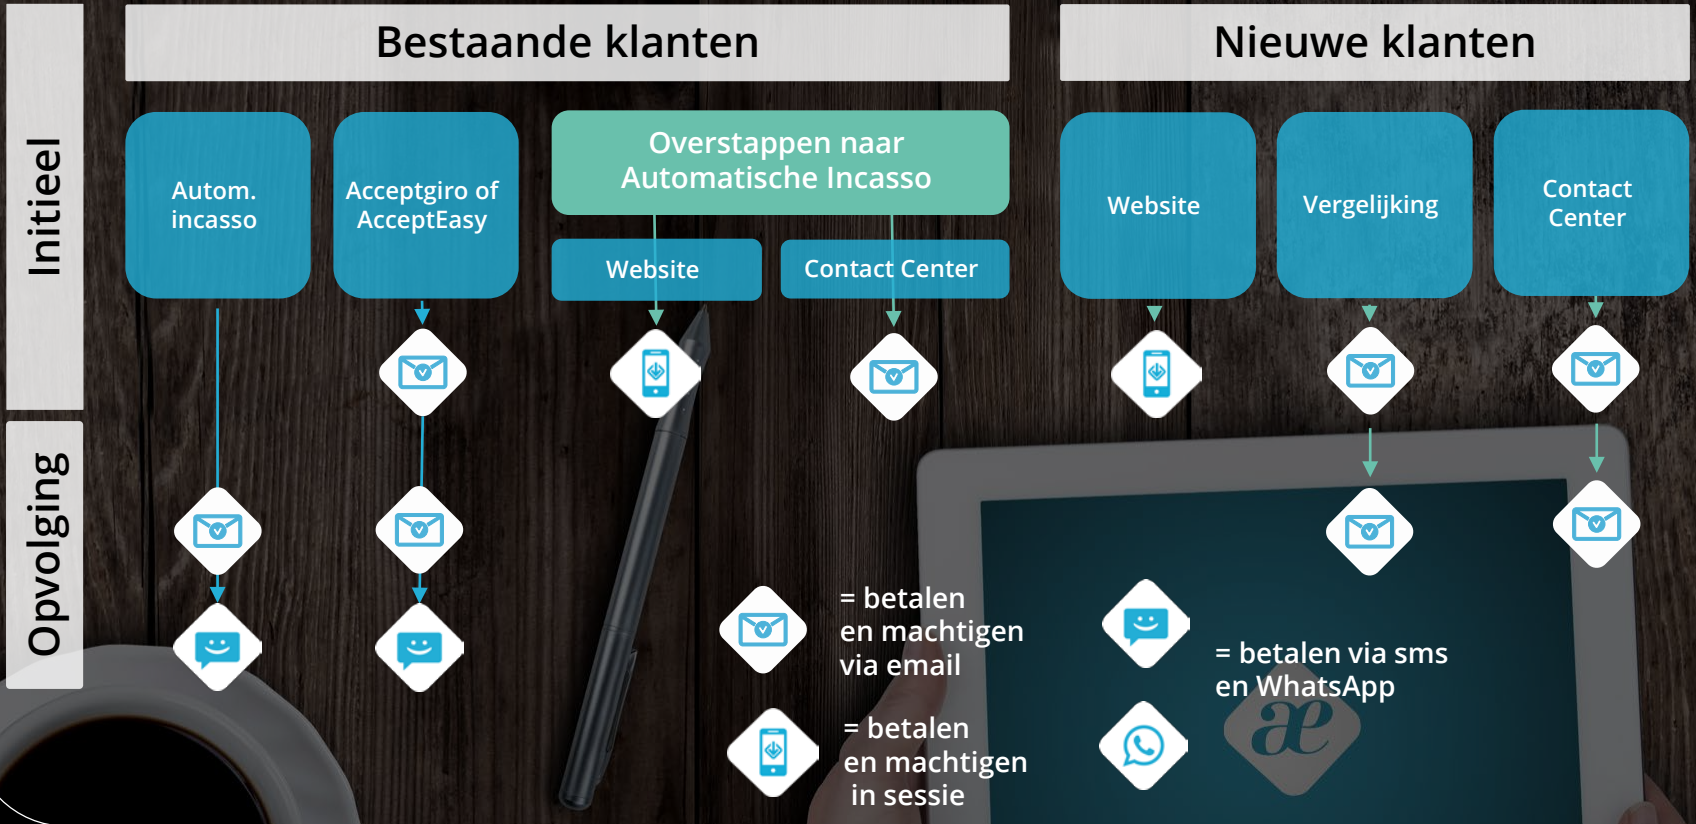 Bestaande klanten
Nieuwe klanten
Initieel
Opvolging
Autom.
incasso
Acceptgiro of
AcceptEasy
Overstappen naar
Automatische Incasso
Website
Contact Center
Website
Vergelijking
Contact
Center
= betalen
en machtigen
via email
= betalen
en machtigen
in sessie
= betalen via sms
en WhatsApp
æ